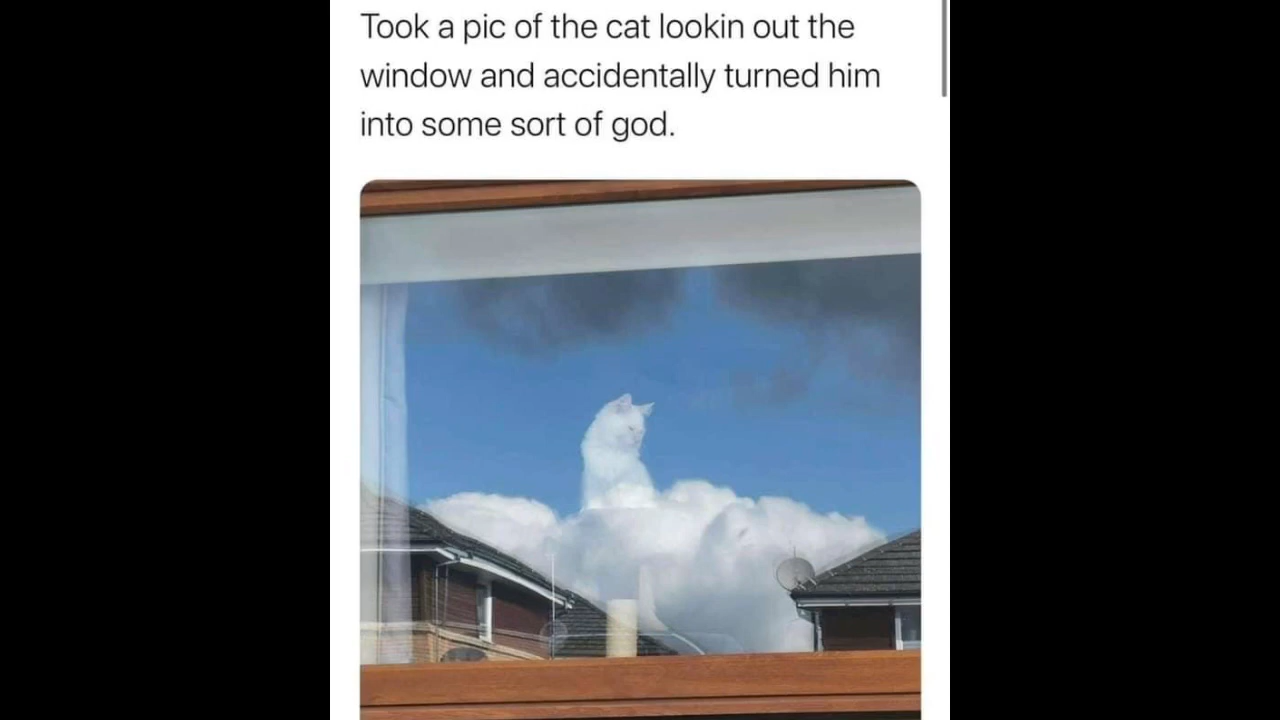 Took a pic of the cat lookin out the
window and accidentally turned him
into some sort of god.